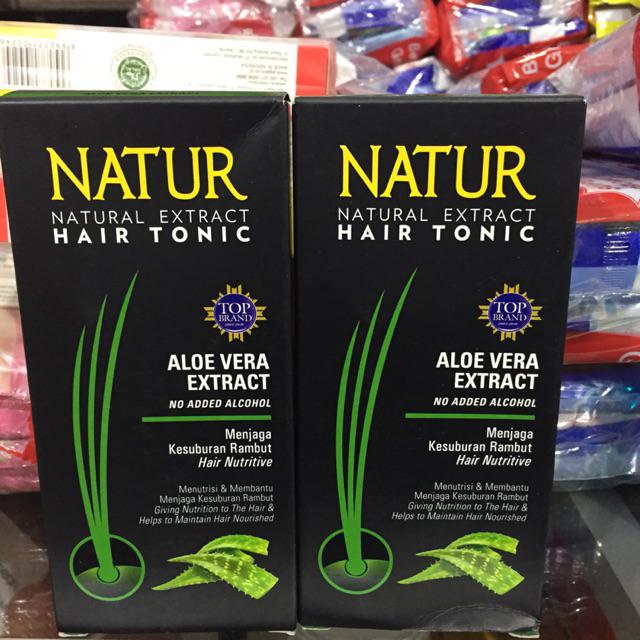 NATUR
NATURAL EXTRACT
HAIR TONIC
TOP
BRAND
ALOE VERA
EXTRACT
NO ADDED ALCOHOL
Menjaga
Kesuburan Rambut
Hair Nutritive
Menutrisi & Membantu
Menjaga Kesuburan Rambut
Giving Nutrition to The Hair &
Helps to Maintain Hair Nourished
NATUR
NATURAL EXTRACT
HAIR TONIC
TOP
BRAND
ALOE VERA
EXTRACT
NO ADDED ALCOHOL
Menjaga
Kesuburan Rambut
Hair Nutritive
Menutrisi & Membantu
Menjaga Kesuburan Rambut
Giving Nutrition to The Hair &
Helps to Maintain Hair Nourished